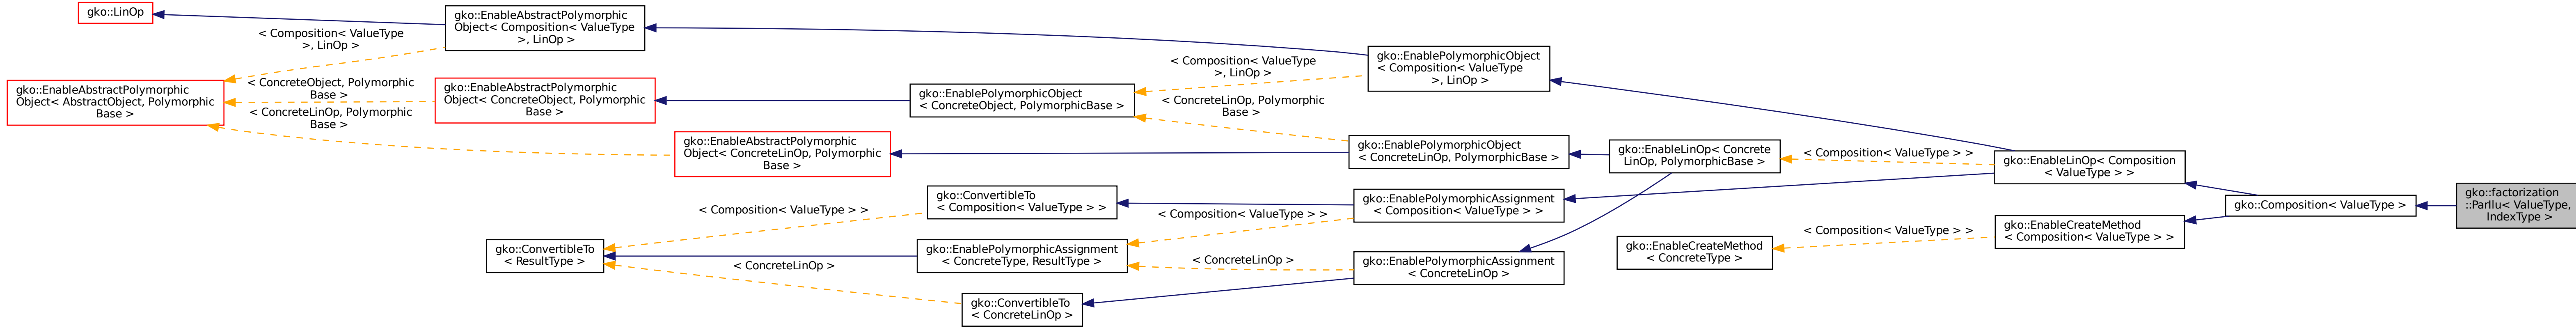 gko::LinOp
gko::EnableAbstractPolymorphic
Object< Composition< ValueType
>, LinOp >
< Composition< ValueType
>, LinOp >
gko::EnableAbstractPolymorphic
Object< AbstractObject, Polymorphic
Base >
< ConcreteObject, Polymorphic
Base >
< ConcreteLinOp, Polymorphic
Base >
gko::EnableAbstractPolymorphic
Object< ConcreteObject, Polymorphic
Base >
gko::EnableAbstractPolymorphic
Object< ConcreteLinOp, Polymorphic
Base >
gko::EnablePolymorphicObject
< ConcreteObject, PolymorphicBase >
< Composition< ValueType
>, LinOp >
< ConcreteLinOp, Polymorphic
Base >
gko::EnablePolymorphicObject
< Composition< ValueType
>, LinOp >
gko::EnablePolymorphicObject
< ConcreteLinOp, PolymorphicBase >
gko::EnableLinOp< Concrete
LinOp, PolymorphicBase >
< Composition< ValueType > >
gko::EnableLinOp< Composition
< ValueType > >
gko::ConvertibleTo
< ResultType >
< Composition< ValueType > >
gko::ConvertibleTo
< Composition< ValueType > >
< Composition< ValueType > >
gko::EnablePolymorphicAssignment
< Composition< ValueType > >
gko::EnablePolymorphicAssignment
< ConcreteType, ResultType >
< ConcreteLinOp >
< ConcreteLinOp >
gko::ConvertibleTo
< ConcreteLinOp >
gko::EnablePolymorphicAssignment
< ConcreteLinOp >
gko::EnableCreateMethod
< ConcreteType >
< Composition< ValueType > >
gko::EnableCreateMethod
< Composition< ValueType > >
gko::Composition< ValueType >
gko::factorization
::ParIlu< ValueType,
IndexType >